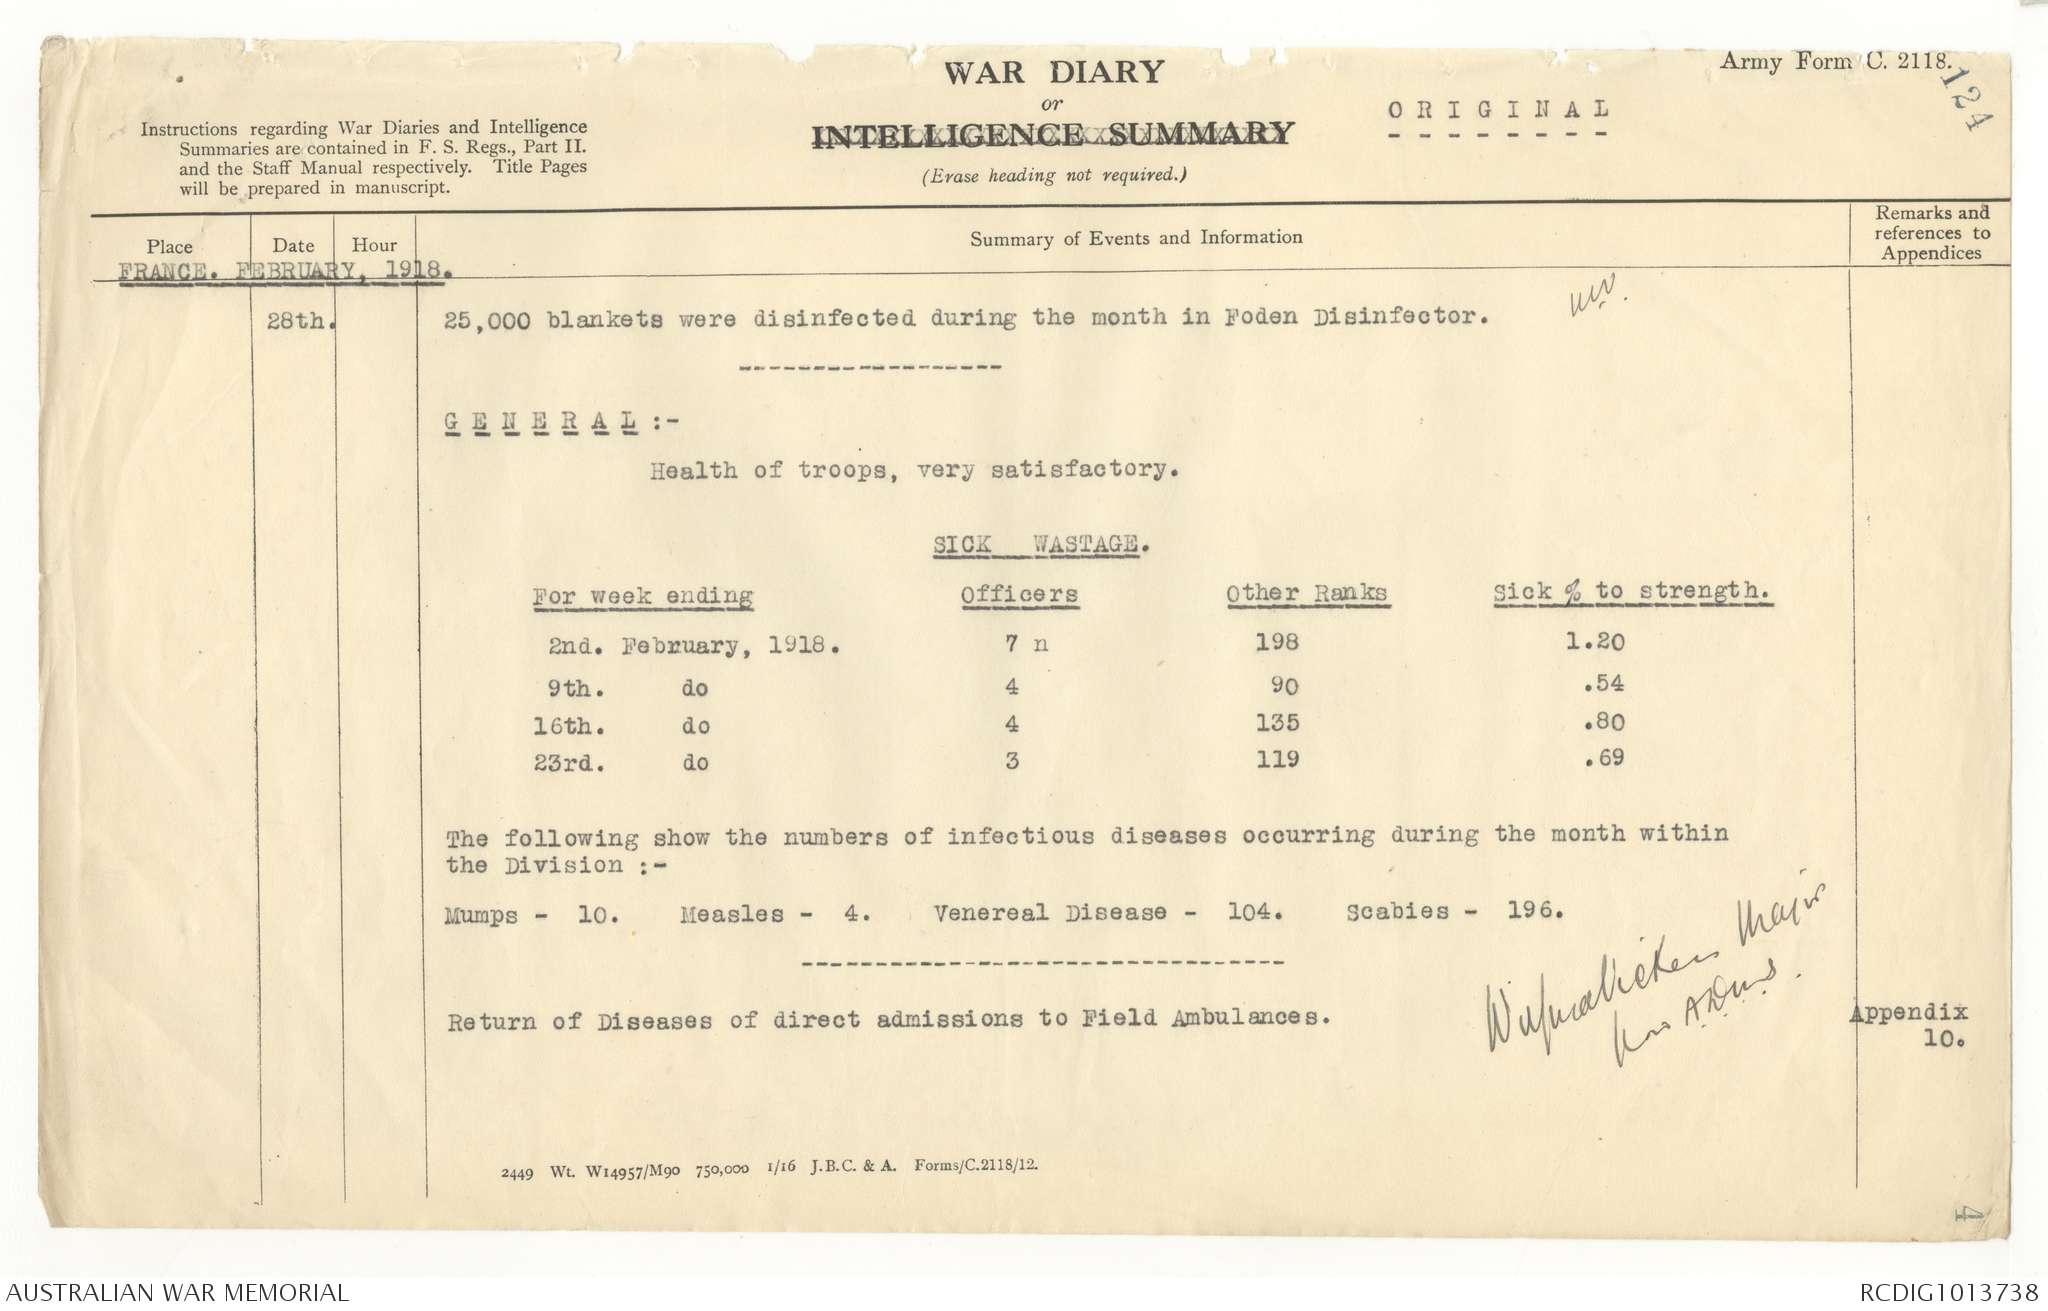 WAR DIARY
or
INTELLIGENCE SUMMARY
(Erase heading not required.)
Army Form C. 2118.
124
ORIGINAL
Instructions regarding War Diaries and Intelligence
Summaries are contained in F. S. Regs., Part II.
and the Staff Manual respectively. Title Pages
will be prepared in manuscript.
Place Date Hour Summary of Events and Information Remarks and references to Appendices
FRANCE. FEBRUARY, 1918.
28th. 25,000 blankets were disinfected during the month in Foden Disinfector.
------------------
GENERAL :-
Health of troops, very satisfactory.
SICK WASTAGE.
For week ending Officers Other Ranks Sick % to strength.
2nd. February, 1918. 7 n 198 1.20
9th. do 4 90 .54
16th. do 4 135 .80
23rd. do 3 119 .69
The following show the numbers of infectious diseases occurring during the month within
the Division :-
Mumps - 10. Measles - 4. Venereal Disease - 104. Scabies - 196.
---------------------------------
Major
A.D.M.S.
Return of Diseases of direct admissions to Field Ambulances. Appendix
10.
2449 Wt. W14957/M90 750,000 1/16 J.B.C. & A. Forms/C.2118/12.
4
AUSTRALIAN WAR MEMORIAL RCDIG1013738